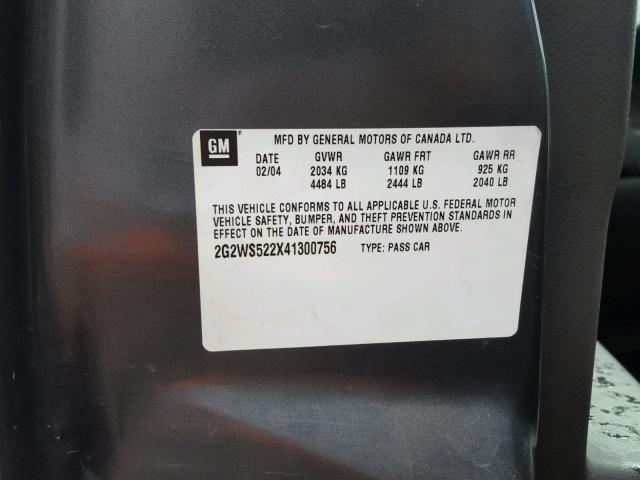 GM MFD BY GENERAL MOTORS OF CANADA LTD.
DATE GVWR GAWR FRT GAWR RR
02/04 2034 KG 1109 KG 925 KG
4484 LB 2444 LB 2040 LB
THIS VEHICLE CONFORMS TO ALL APPLICABLE U.S. FEDERAL MOTOR
VEHICLE SAFETY, BUMPER, AND THEFT PREVENTION STANDARDS IN
EFFECT ON THE DATE OF MANUFACTURE SHOWN ABOVE.
2G2WS522X41300756 TYPE: PASS CAR